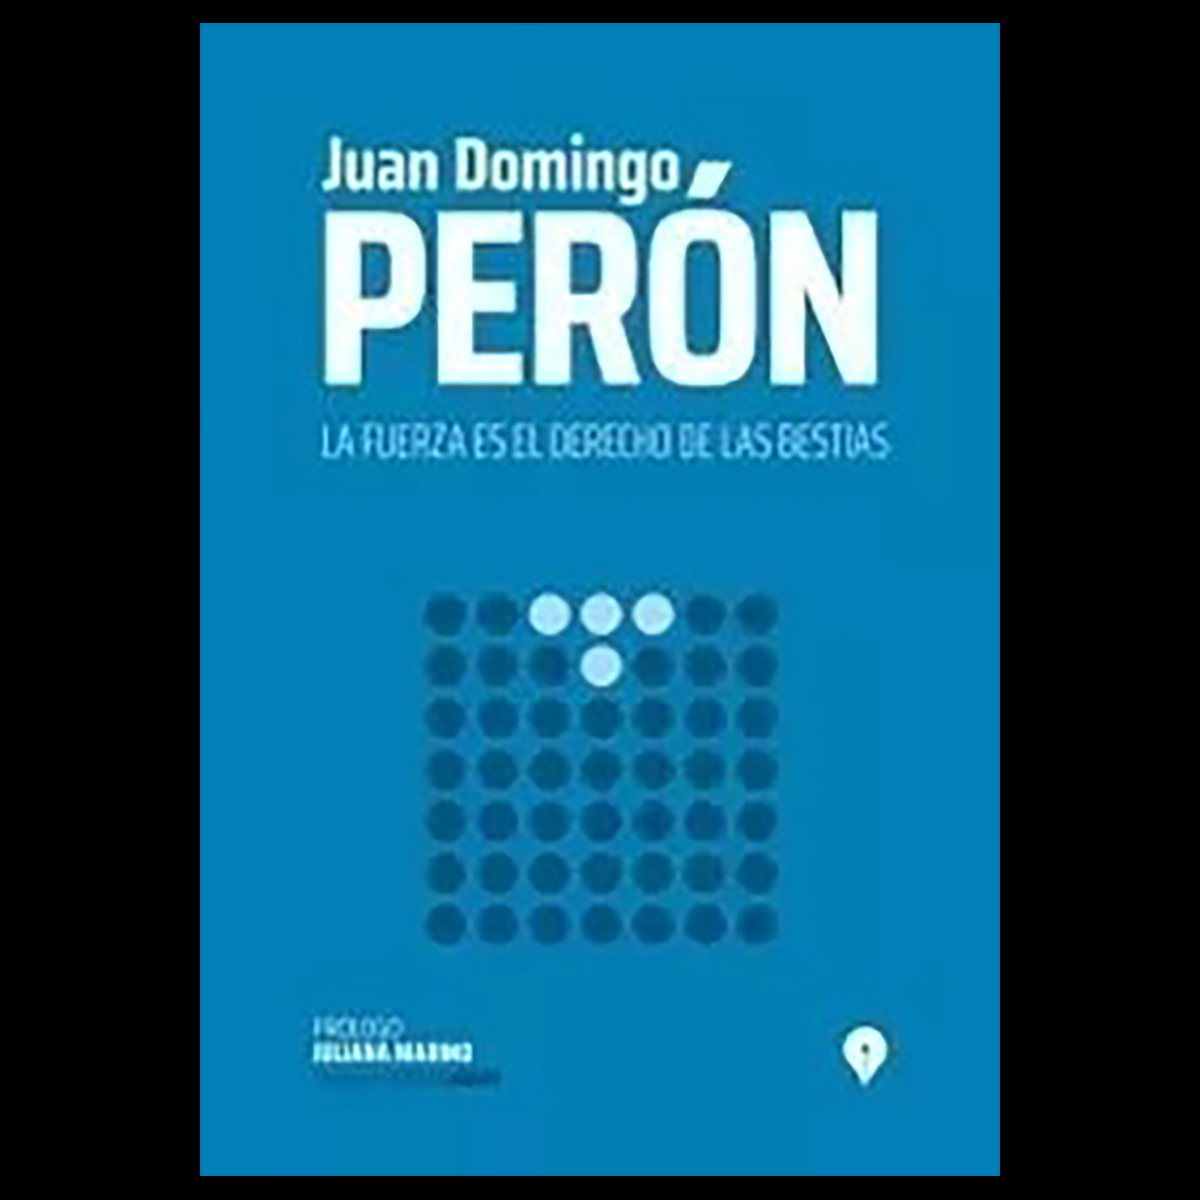 Juan Domingo
PERÓN
LA FUERZA ES EL DERECHO DE LAS BESTIAS
PRÓLOGO
JULIANA MARINO